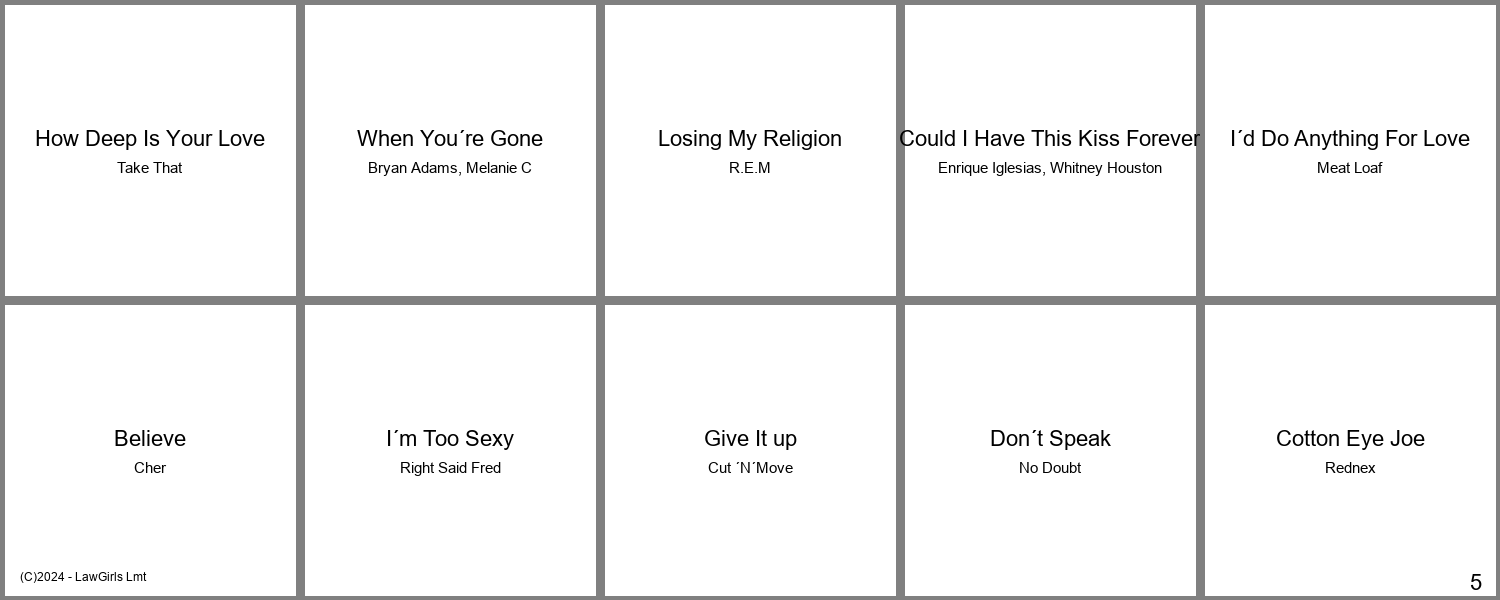 How Deep Is Your Love
Take That
When You´re Gone
Bryan Adams, Melanie C
Losing My Religion
R.E.M
Could I Have This Kiss Forever
Enrique Iglesias, Whitney Houston
I´d Do Anything For Love
Meat Loaf
Believe
Cher
I´m Too Sexy
Right Said Fred
Give It up
Cut ´N´Move
Don´t Speak
No Doubt
Cotton Eye Joe
Rednex
(C)2024 - LawGirls Lmt
5